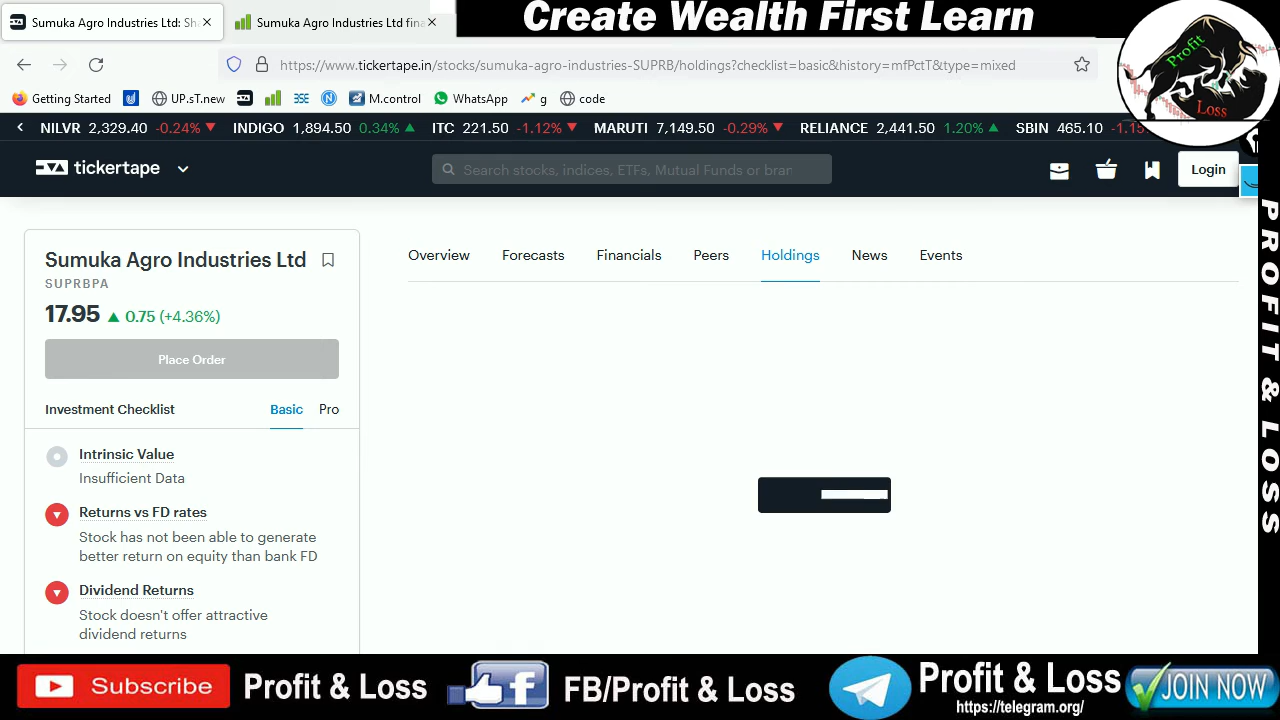 Create Wealth First Learn
Sumuka Agro Industries Ltd: Sha
Sumuka Agro Industries Ltd fina
https://www.tickertape.in/stocks/sumuka-agro-industries-SUPRB/holdings?checklist=basic&history=mfPctT&type=mixed
Getting Started
UP.sT.new
M.control
WhatsApp
g
code
Profit
Loss
NILVR 2,329.40 -0.24% ▼ INDIGO 1,894.50 0.34% ▲ ITC 221.50 -1.12% ▼ MARUTI 7,149.50 -0.29% ▼ RELIANCE 2,441.50 1.20% ▲ SBIN 465.10
tickertape
Search stocks, indices, ETFs, Mutual Funds or bran
Login
Sumuka Agro Industries Ltd
SUPRBPA
17.95 ▲ 0.75 (+4.36%)
Place Order
Investment Checklist Basic Pro
Intrinsic Value
Insufficient Data
Returns vs FD rates
Stock has not been able to generate
better return on equity than bank FD
Dividend Returns
Stock doesn't offer attractive
dividend returns
Overview Forecasts Financials Peers Holdings News Events
PROFIT & LOSS
Subscribe
Profit & Loss
f
FB/Profit & Loss
Profit & Loss
https://telegram.org/
JOIN NOW